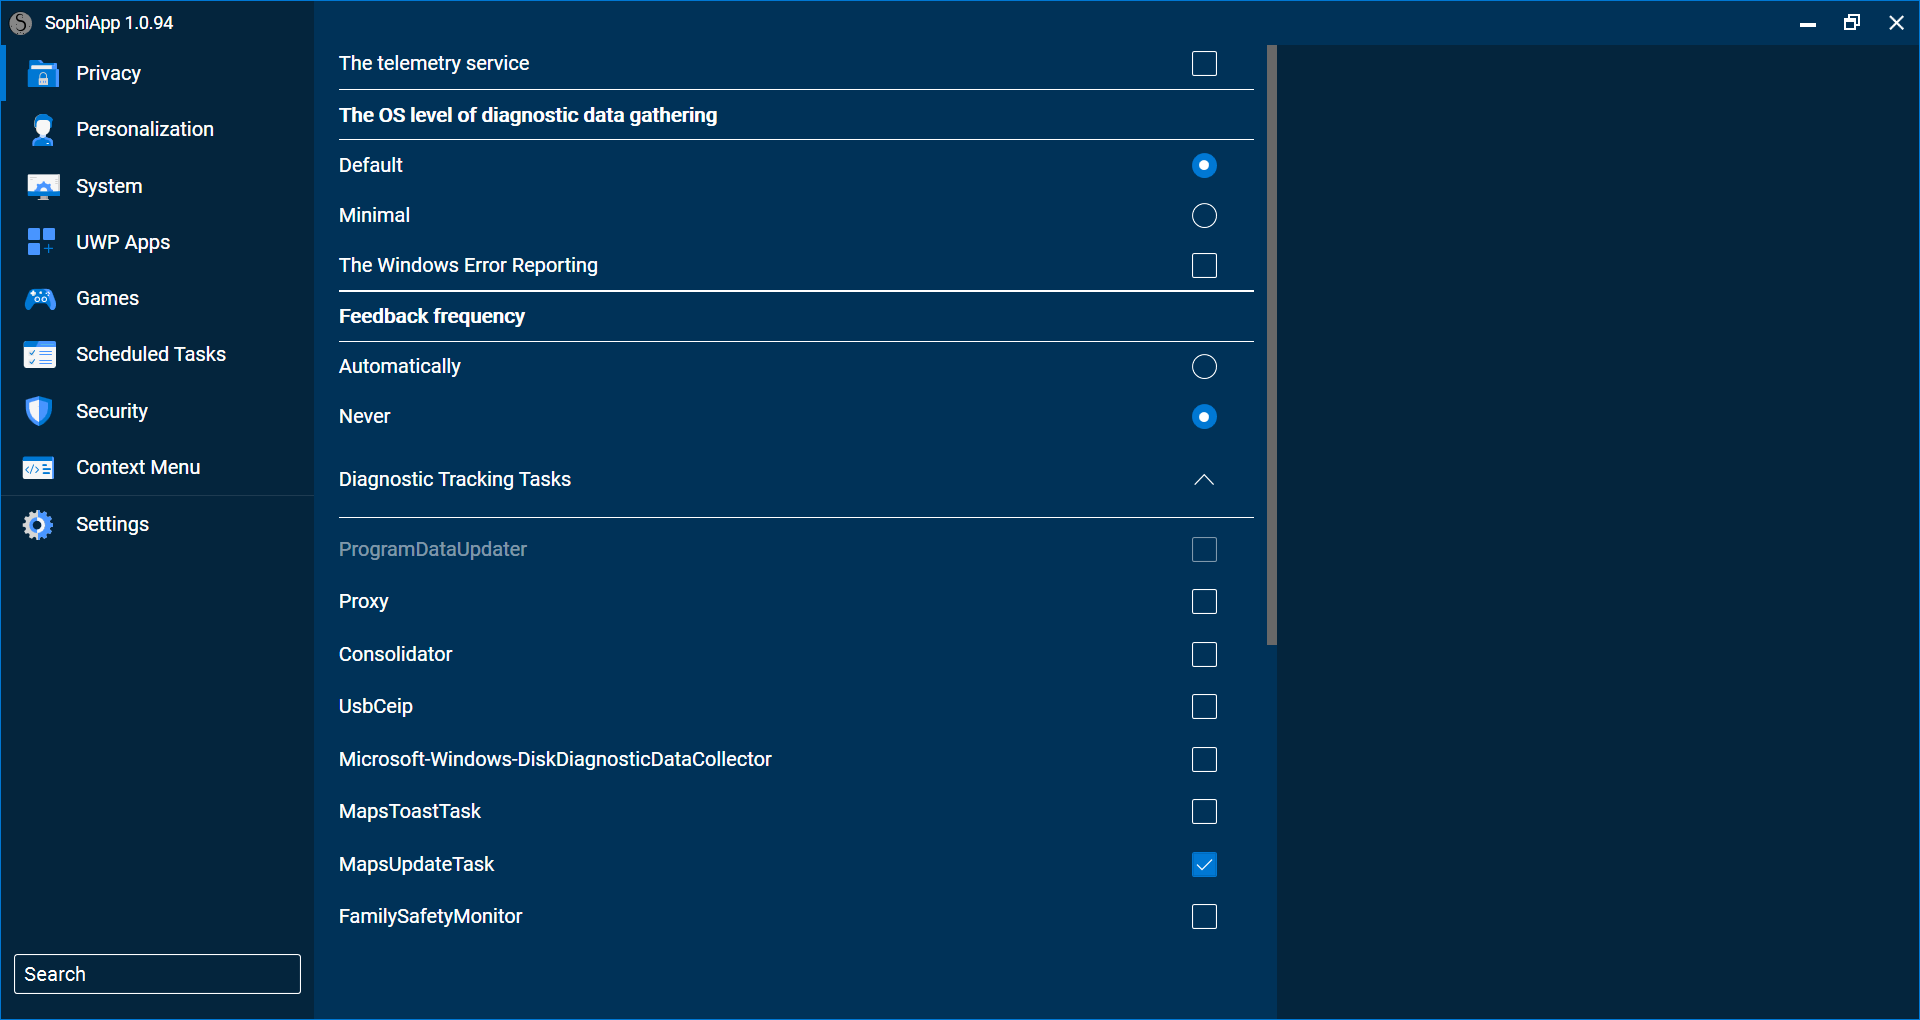 SophiApp 1.0.94
Privacy
Personalization
System
UWP Apps
Games
Scheduled Tasks
Security
Context Menu
Settings
Search
The telemetry service
The OS level of diagnostic data gathering
Default
Minimal
The Windows Error Reporting
Feedback frequency
Automatically
Never
Diagnostic Tracking Tasks
ProgramDataUpdater
Proxy
Consolidator
UsbCeip
Microsoft-Windows-DiskDiagnosticDataCollector
MapsToastTask
MapsUpdateTask
FamilySafetyMonitor